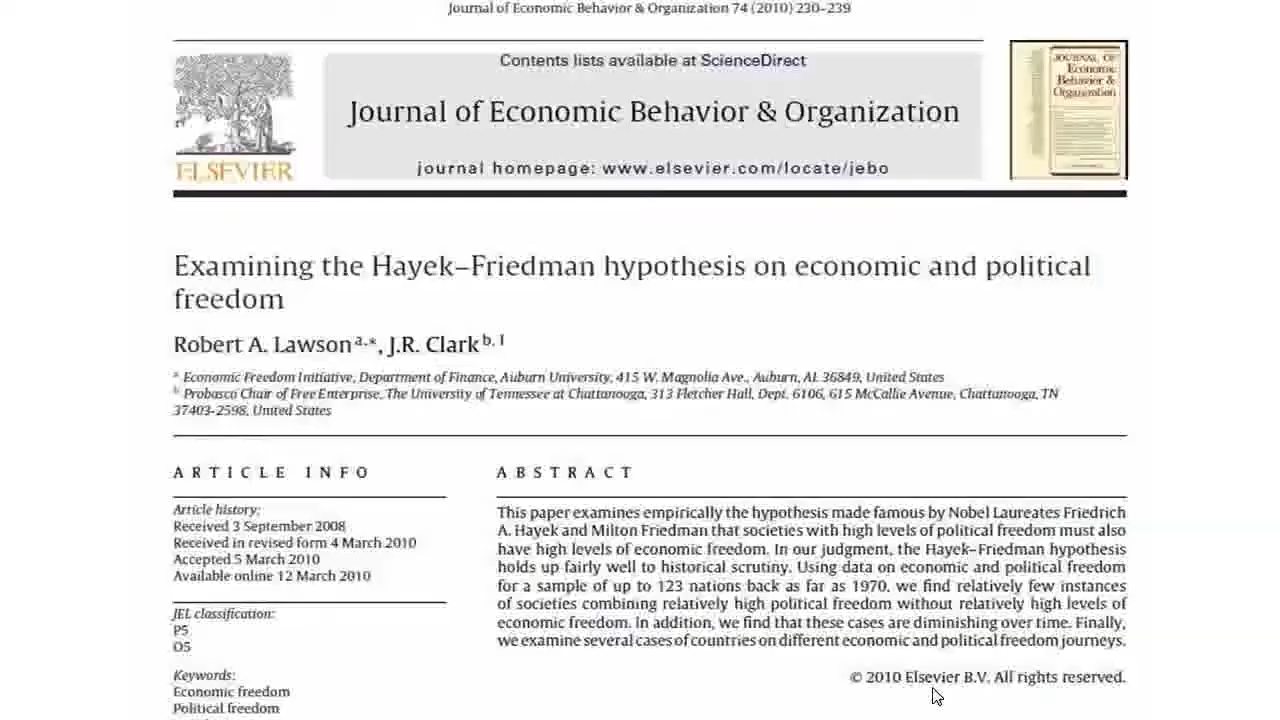 Journal of Economic Behavior & Organization 74 (2010) 230–239
Contents lists available at ScienceDirect
Journal of Economic Behavior & Organization
journal homepage: www.elsevier.com/locate/jebo
ELSEVIER
JOURNAL OF
Economic
Behavior &
Organization
Examining the Hayek–Friedman hypothesis on economic and political
freedom
Robert A. Lawson a,*, J.R. Clark b,1
a Economic Freedom Initiative, Department of Finance, Auburn University, 415 W. Magnolia Ave., Auburn, AL 36849, United States
b Probasco Chair of Free Enterprise, The University of Tennessee at Chattanooga, 313 Fletcher Hall, Dept. 6106, 615 McCallie Avenue, Chattanooga, TN
37403-2598, United States
ARTICLE INFO
Article history:
Received 3 September 2008
Received in revised form 4 March 2010
Accepted 5 March 2010
Available online 12 March 2010
JEL classification:
P5
O5
Keywords:
Economic freedom
Political freedom
ABSTRACT
This paper examines empirically the hypothesis made famous by Nobel Laureates Friedrich
A. Hayek and Milton Friedman that societies with high levels of political freedom must also
have high levels of economic freedom. In our judgment, the Hayek–Friedman hypothesis
holds up fairly well to historical scrutiny. Using data on economic and political freedom
for a sample of up to 123 nations back as far as 1970, we find relatively few instances
of societies combining relatively high political freedom without relatively high levels of
economic freedom. In addition, we find that these cases are diminishing over time. Finally,
we examine several cases of countries on different economic and political freedom journeys.
© 2010 Elsevier B.V. All rights reserved.